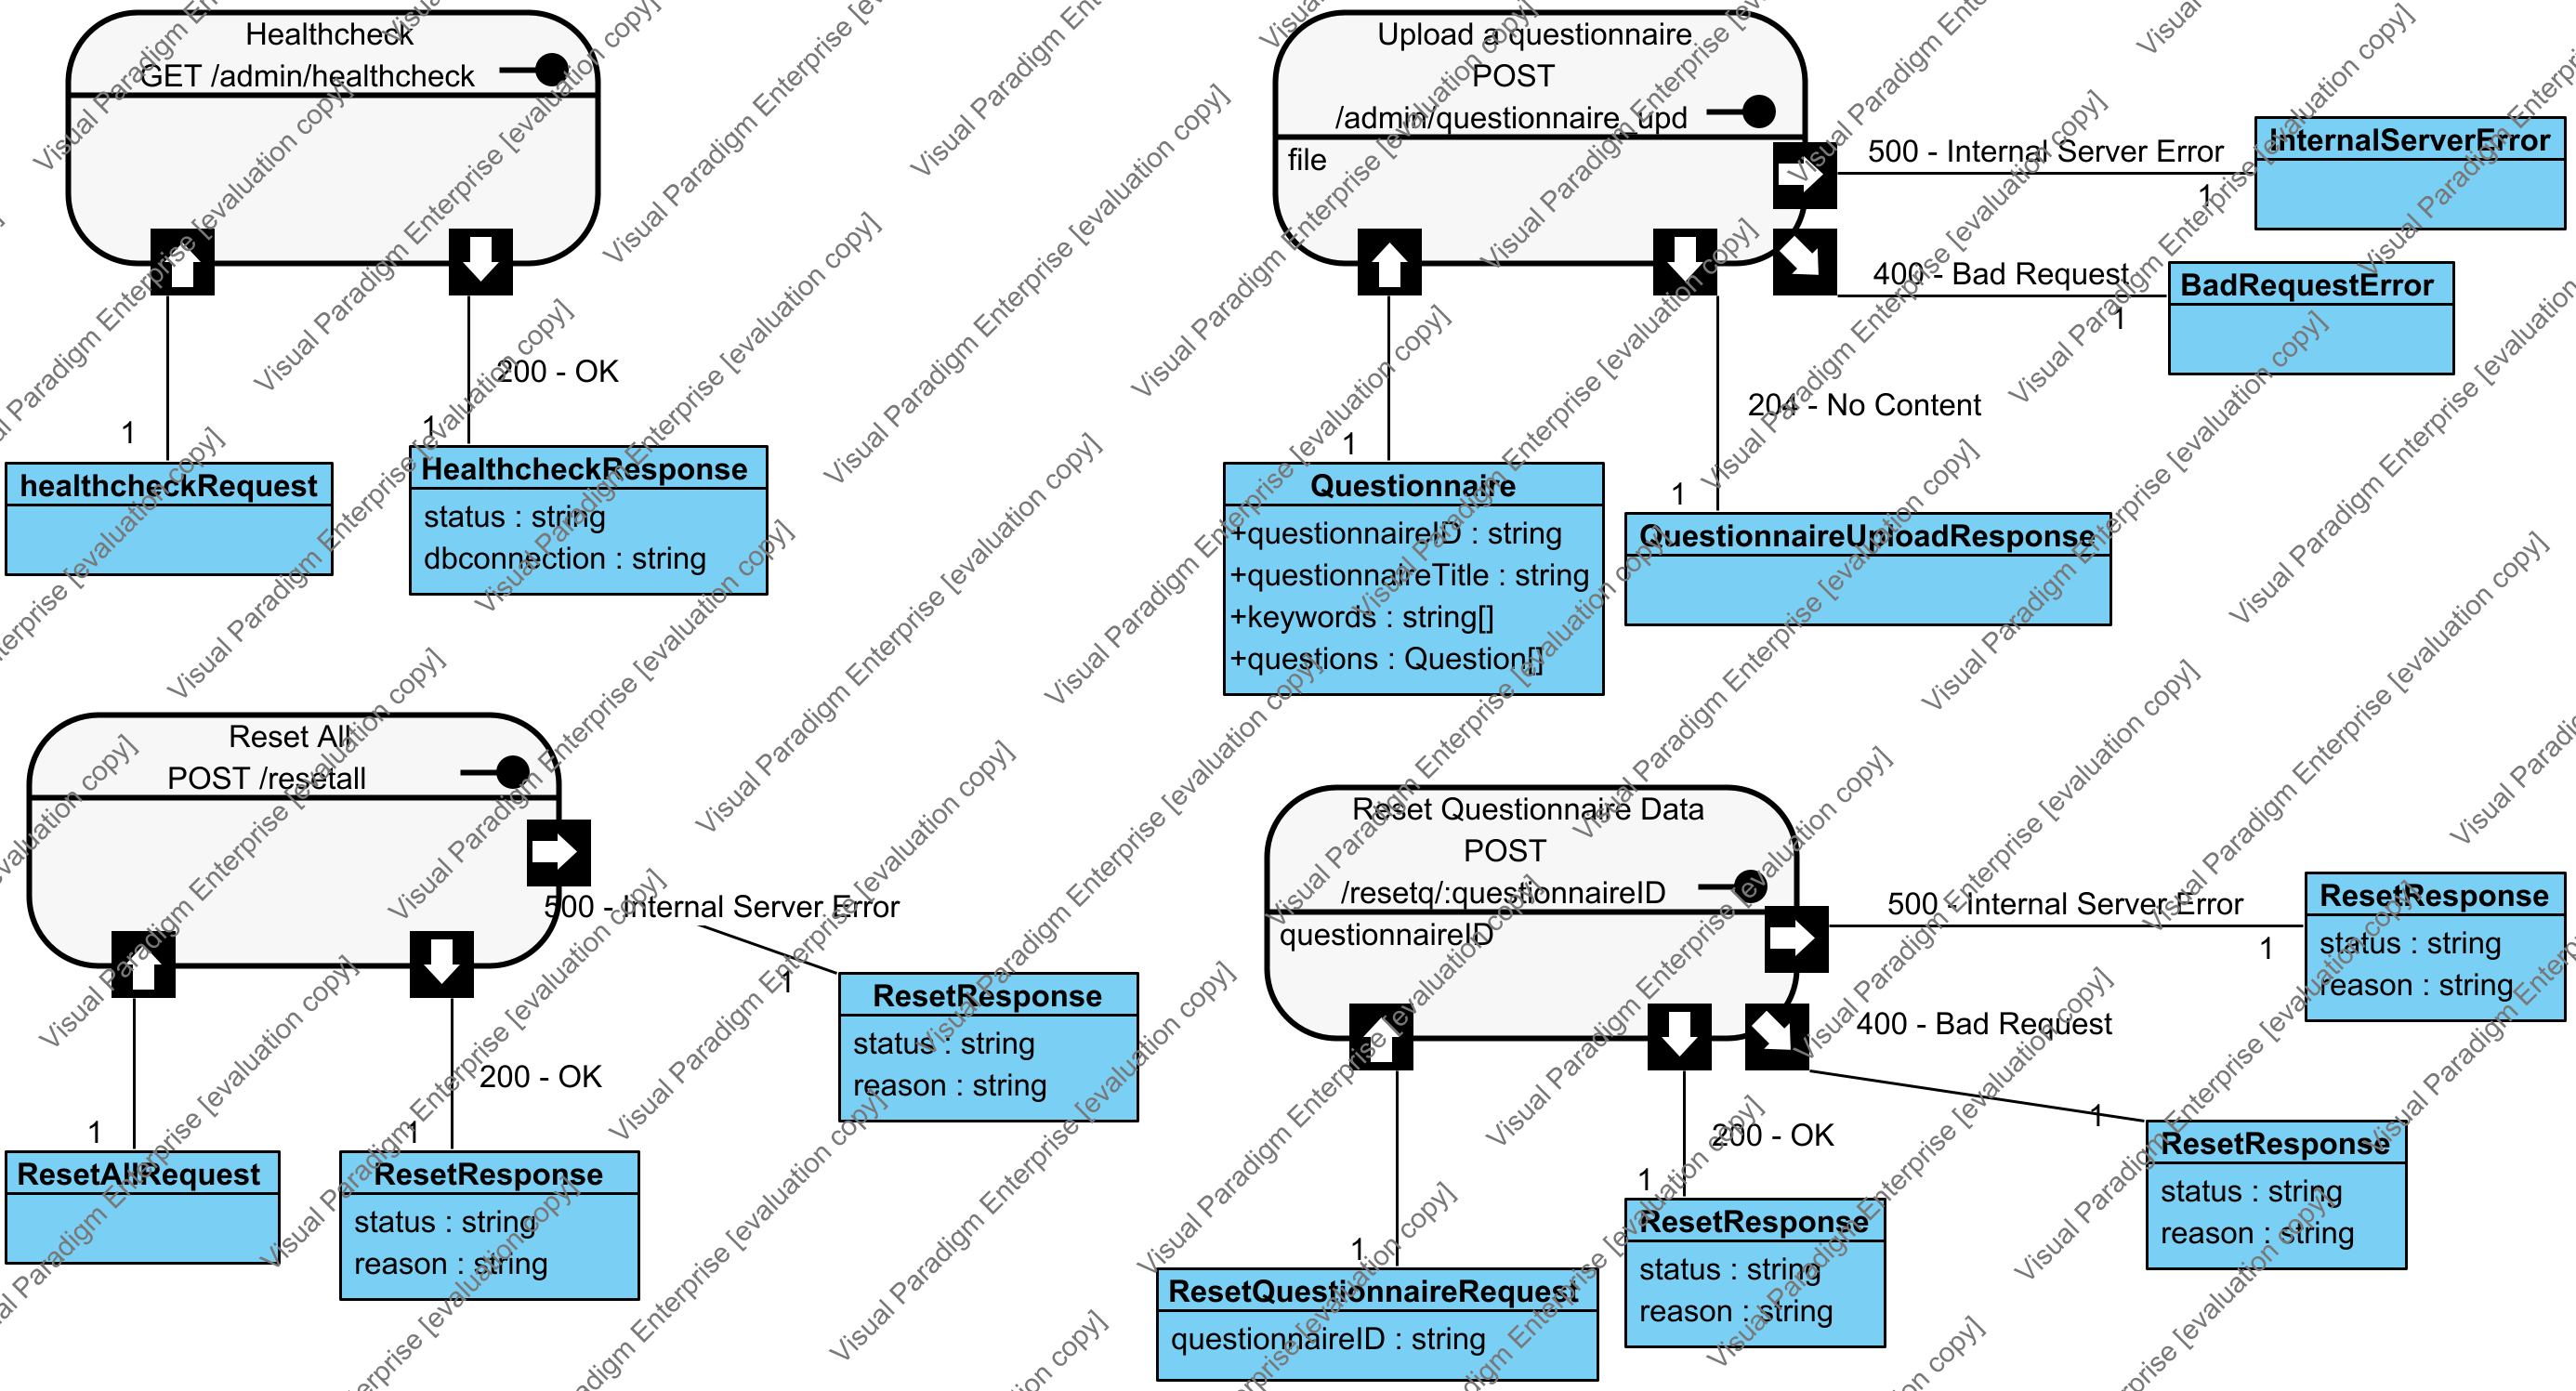 Healthcheck
GET /admin/healthcheck
200 - OK
1
1
healthcheckRequest
HealthcheckResponse
status : string
dbconnection : string
Upload a questionnaire
POST
/admin/questionnaire_upd
file
500 - Internal Server Error
1
InternalServerError
400 - Bad Request
1
BadRequestError
204 - No Content
1
1
Questionnaire
+questionnaireID : string
+questionnaireTitle : string
+keywords : string[]
+questions : Question[]
QuestionnaireUploadResponse
Reset All
POST /resetall
500 - Internal Server Error
1
ResetResponse
status : string
reason : string
200 - OK
1
1
ResetAllRequest
ResetResponse
status : string
reason : string
Reset Questionnaire Data
POST
/resetq/:questionnaireID
questionnaireID
500 - Internal Server Error
1
ResetResponse
status : string
reason : string
400 - Bad Request
1
ResetResponse
status : string
reason : string
200 - OK
1
ResetResponse
status : string
reason : string
1
ResetQuestionnaireRequest
questionnaireID : string
Visual Paradigm Enterprise [evaluation copy]